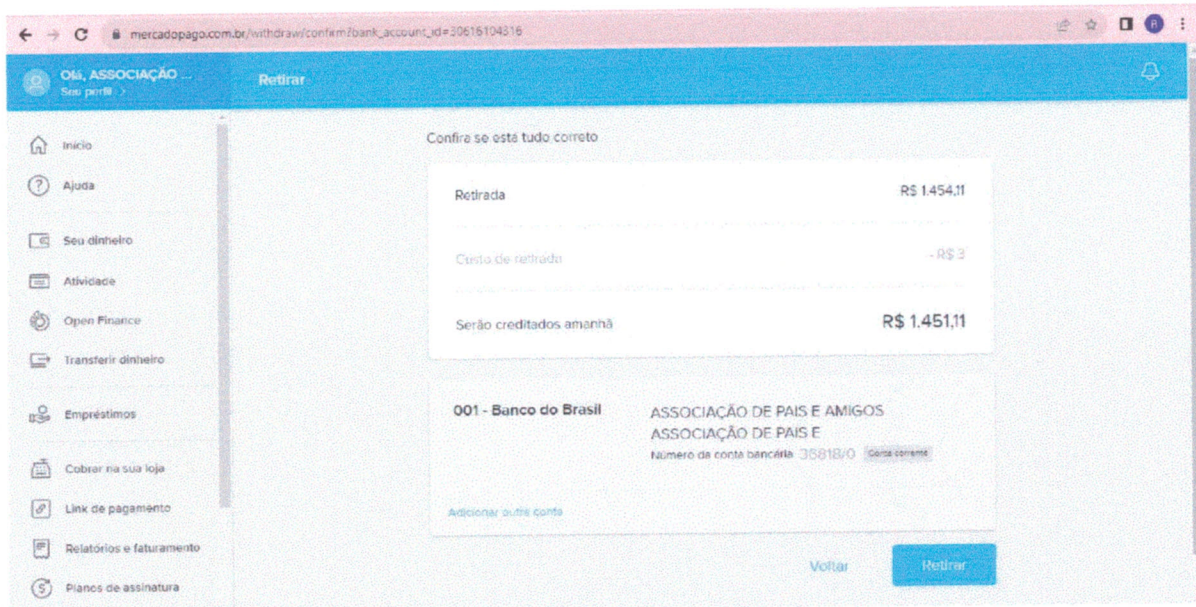 mercadopago.com.br/withdraw/confirm?bank_account_id=30616104316
B
Olá, ASSOCIAÇÃO ...
Seu perfil >
Retirar
Início
Ajuda
Seu dinheiro
Atividade
Open Finance
Transferir dinheiro
Empréstimos
Cobrar na sua loja
Link de pagamento
Relatórios e faturamento
Planos de assinatura
Confira se está tudo correto
Retirada R$ 1.454,11
Custo de retirada - R$ 3
Serão creditados amanhã R$ 1.451,11
001 - Banco do Brasil
ASSOCIAÇÃO DE PAIS E AMIGOS
ASSOCIAÇÃO DE PAIS E
Número da conta bancária 36818/0 Conta corrente
Adicionar outra conta
Voltar Retirar